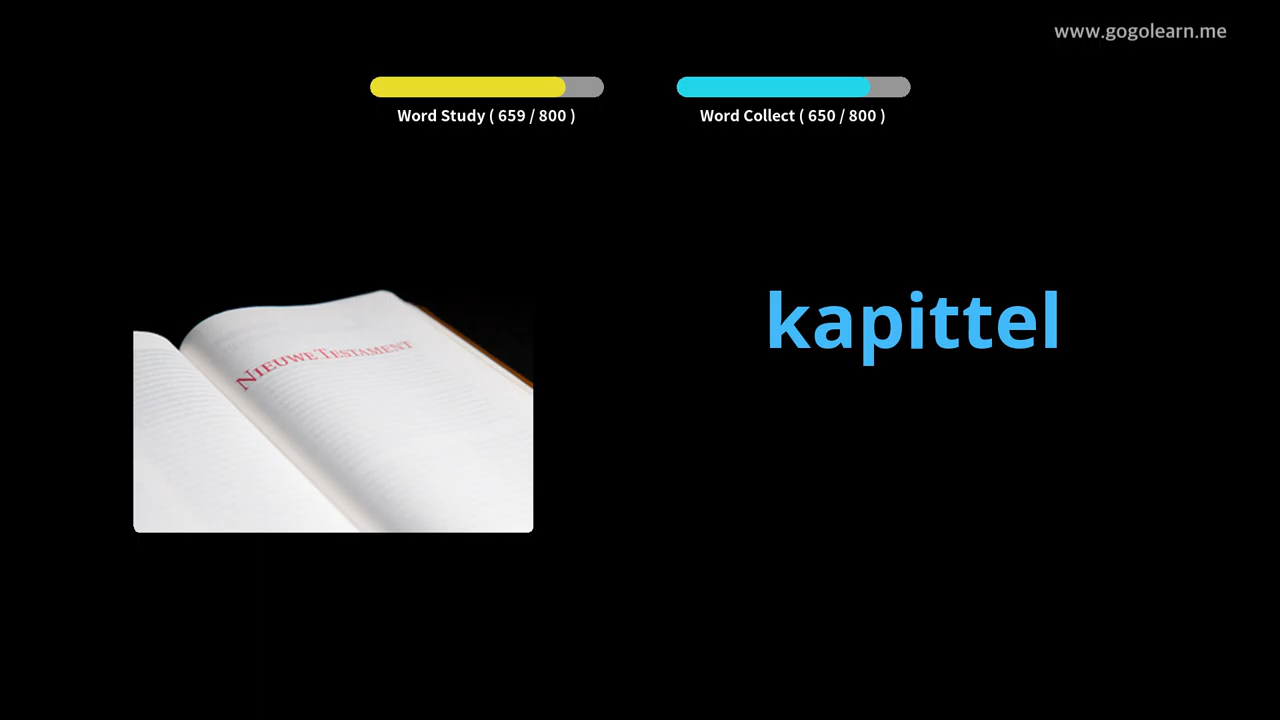 www.gogolearn.me
Word Study ( 659 / 800 )
Word Collect ( 650 / 800 )
kapittel
NIEUWE TESTAMENT